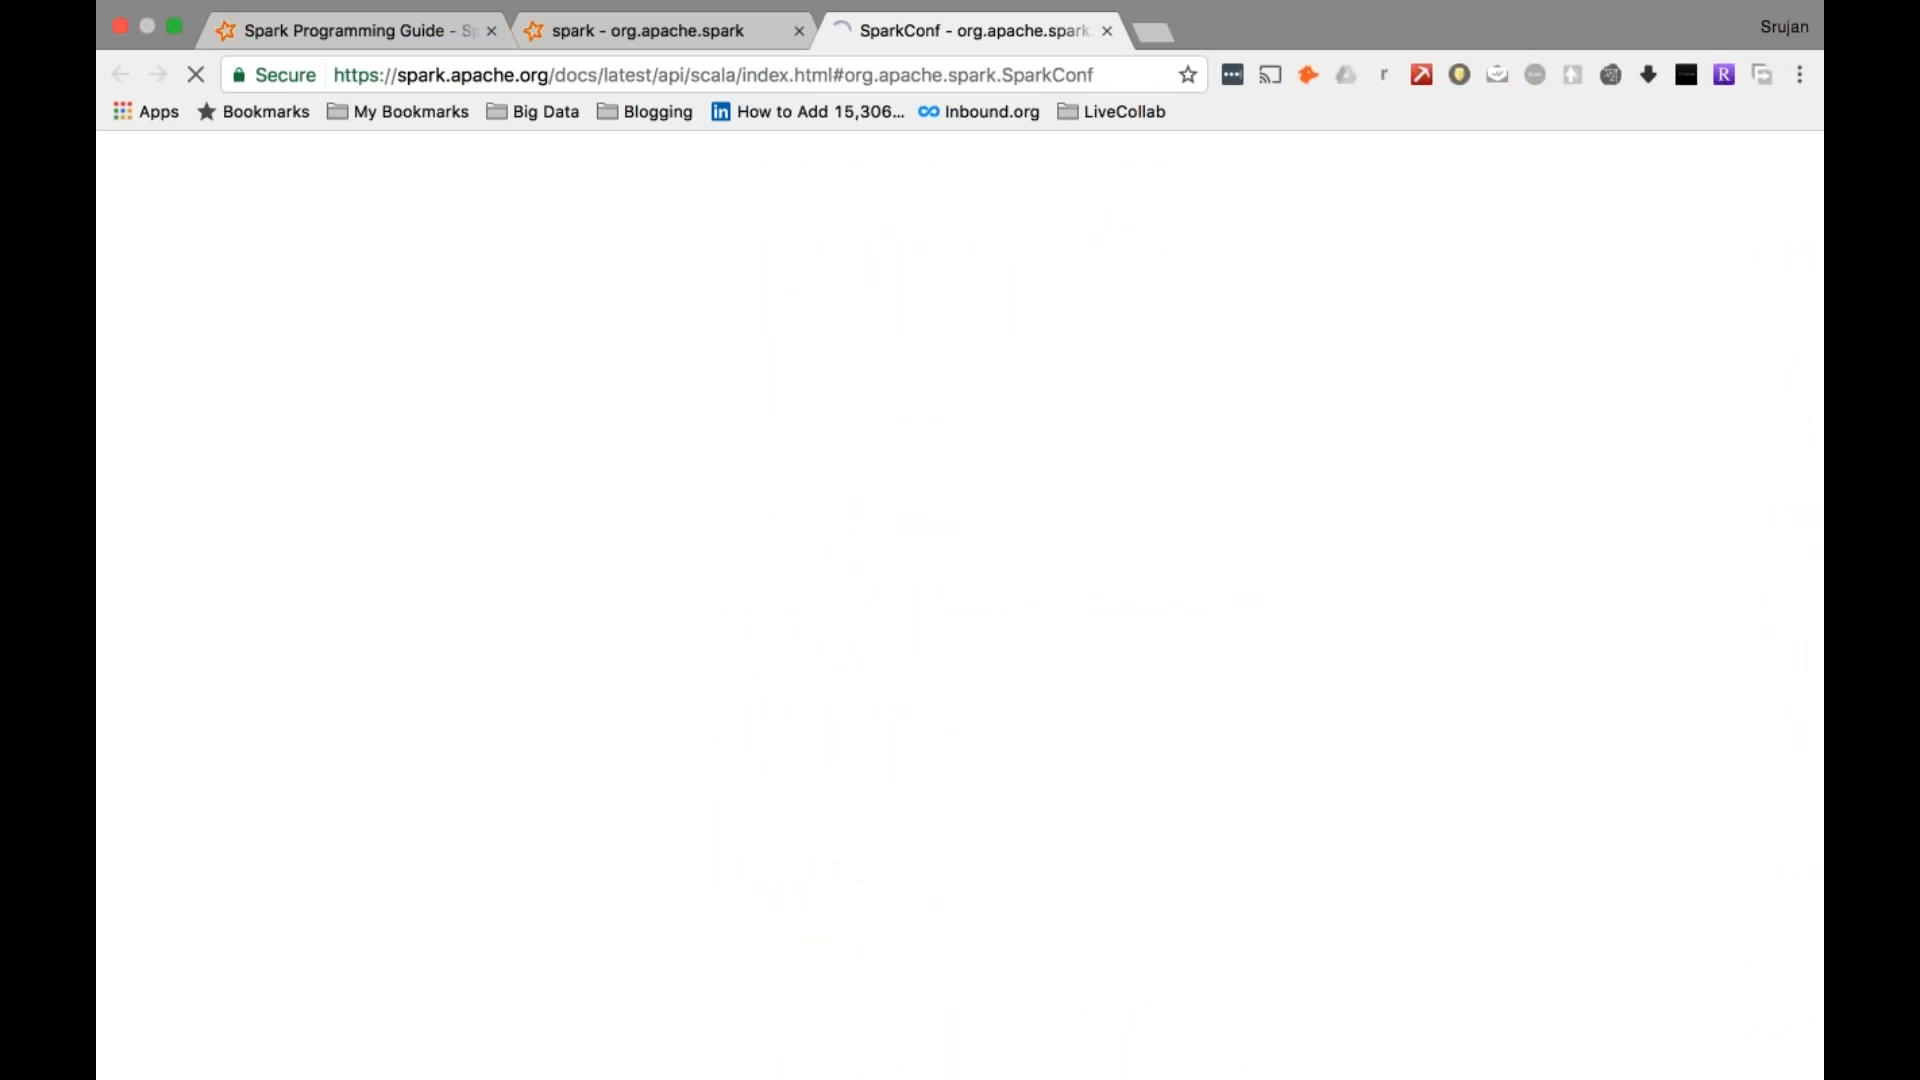 Spark Programming Guide - Sp
spark - org.apache.spark
SparkConf - org.apache.spark.
Srujan
Secure https://spark.apache.org/docs/latest/api/scala/index.html#org.apache.spark.SparkConf
r
R
Apps Bookmarks My Bookmarks Big Data Blogging in How to Add 15,306... Inbound.org LiveCollab